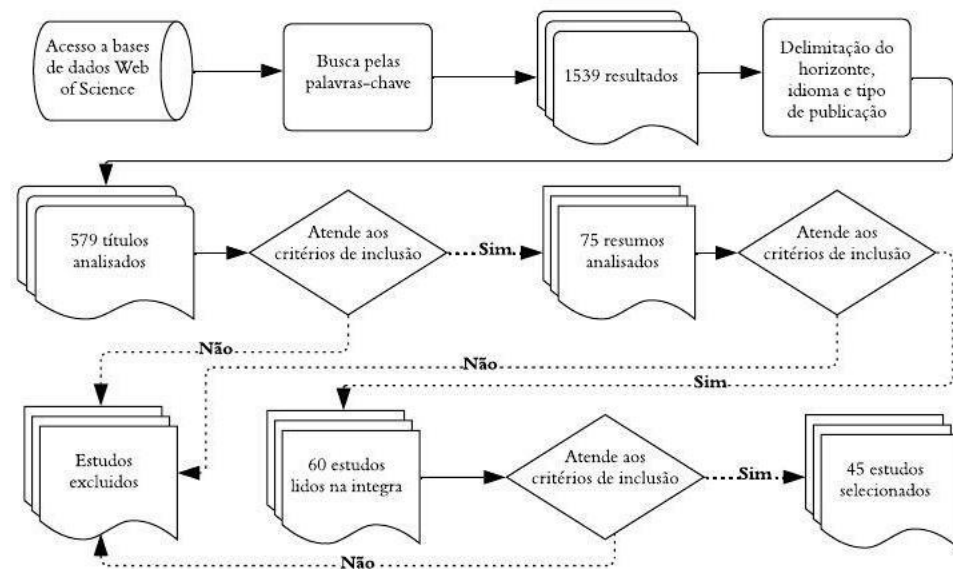 Acesso a bases
de dados Web
of Science
Busca pelas
palavras-chave
1539 resultados
Delimitação do
horizonte,
idioma e tipo
de publicação
579 títulos
analisados
Atende aos
critérios de inclusão
Sim
75 resumos
analisados
Atende aos
critérios de inclusão
Não
Não
Sim
Estudos
excluidos
60 estudos
lidos na integra
Atende aos
critérios de inclusão
Sim
45 estudos
selecionados
Não